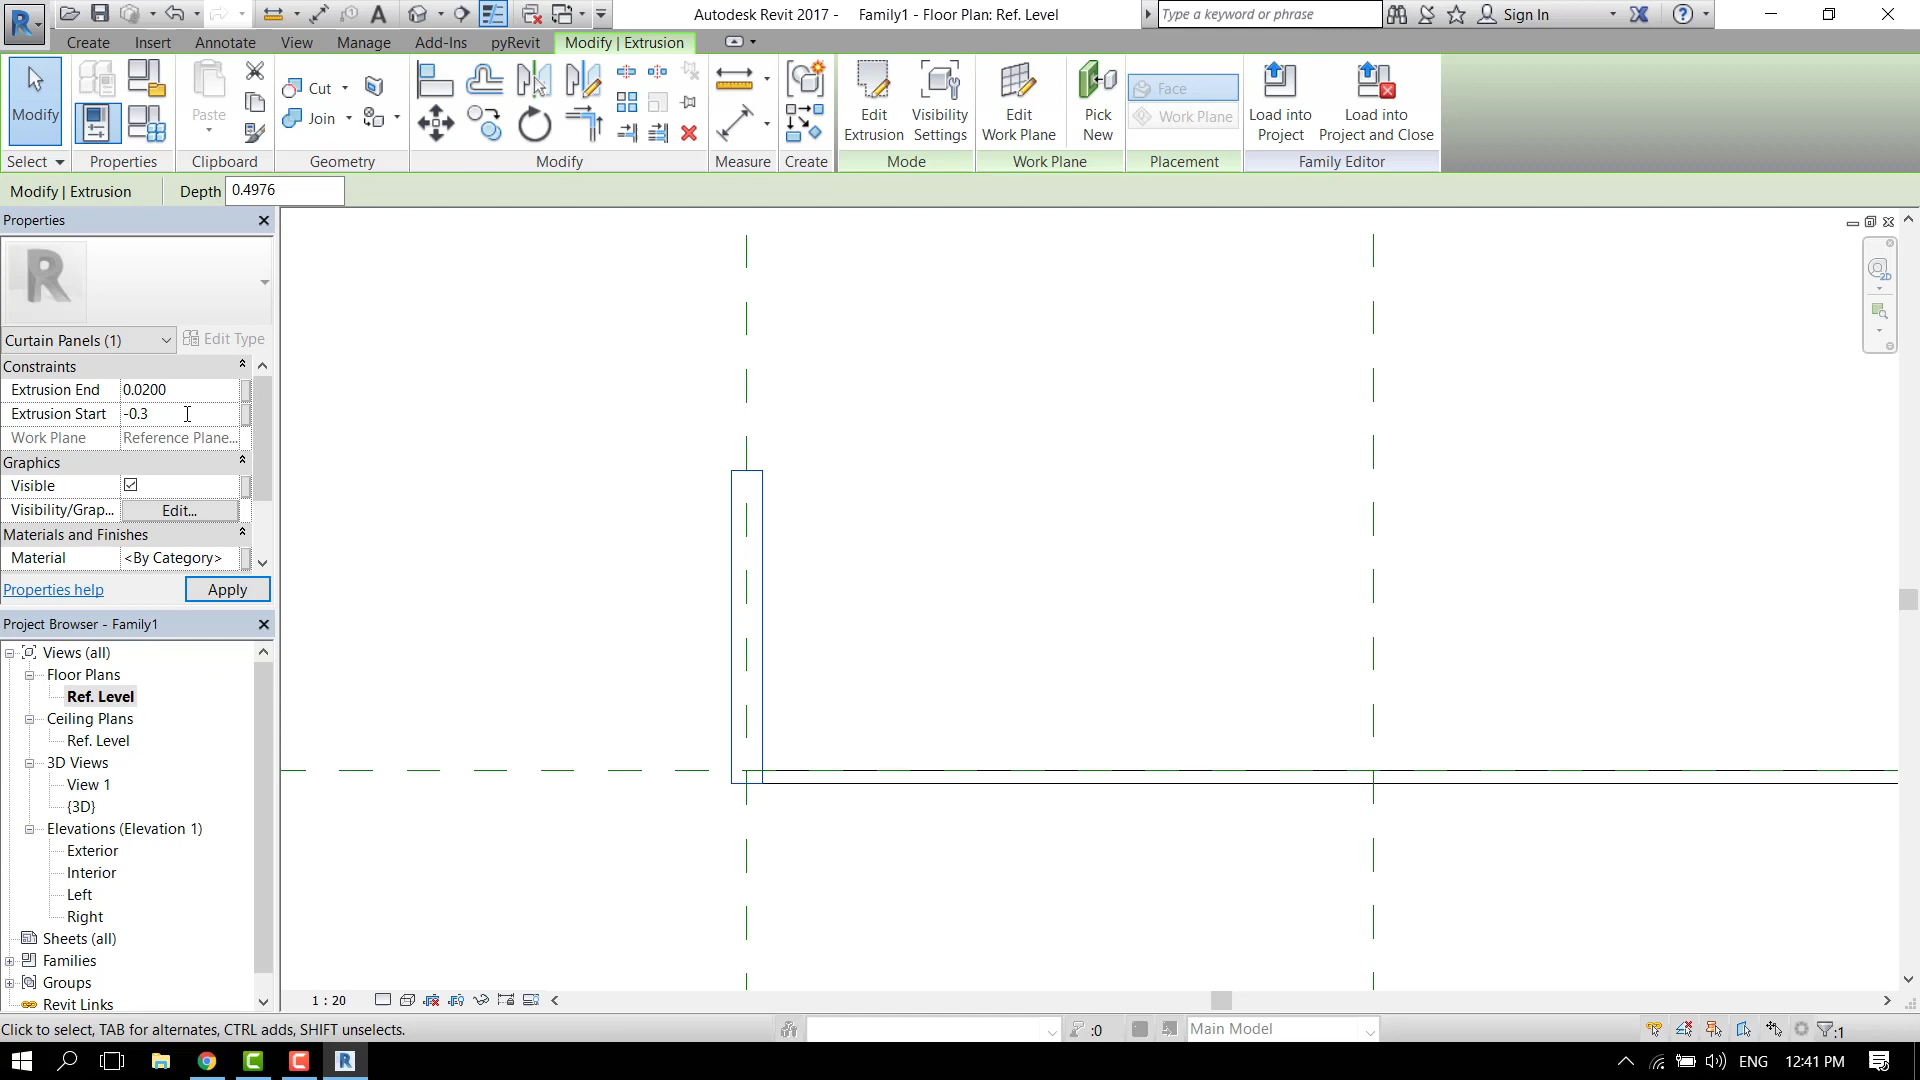 Autodesk Revit 2017 -    Family1 - Floor Plan: Ref. Level
Type a keyword or phrase
Sign In
Create Insert Annotate View Manage Add-Ins pyRevit Modify | Extrusion
Modify
Paste
Cut
Join
Edit Extrusion
Visibility Settings
Edit Work Plane
Pick New
Face
Work Plane
Load into Project
Load into Project and Close
Select Properties Clipboard Geometry Modify Measure Create Mode Work Plane Placement Family Editor
Modify | Extrusion Depth 0.4976
Properties
R
Curtain Panels (1) Edit Type
Constraints
Extrusion End 0.0200
Extrusion Start -0.3
Work Plane Reference Plane...
Graphics
Visible
Visibility/Grap... Edit...
Materials and Finishes
Material <By Category>
Properties help Apply
Project Browser - Family1
Views (all)
Floor Plans
Ref. Level
Ceiling Plans
Ref. Level
3D Views
View 1
{3D}
Elevations (Elevation 1)
Exterior
Interior
Left
Right
Sheets (all)
Families
Groups
Revit Links
2D
1 : 20
Click to select, TAB for alternates, CTRL adds, SHIFT unselects.
:0
Main Model
:1
ENG 12:41 PM